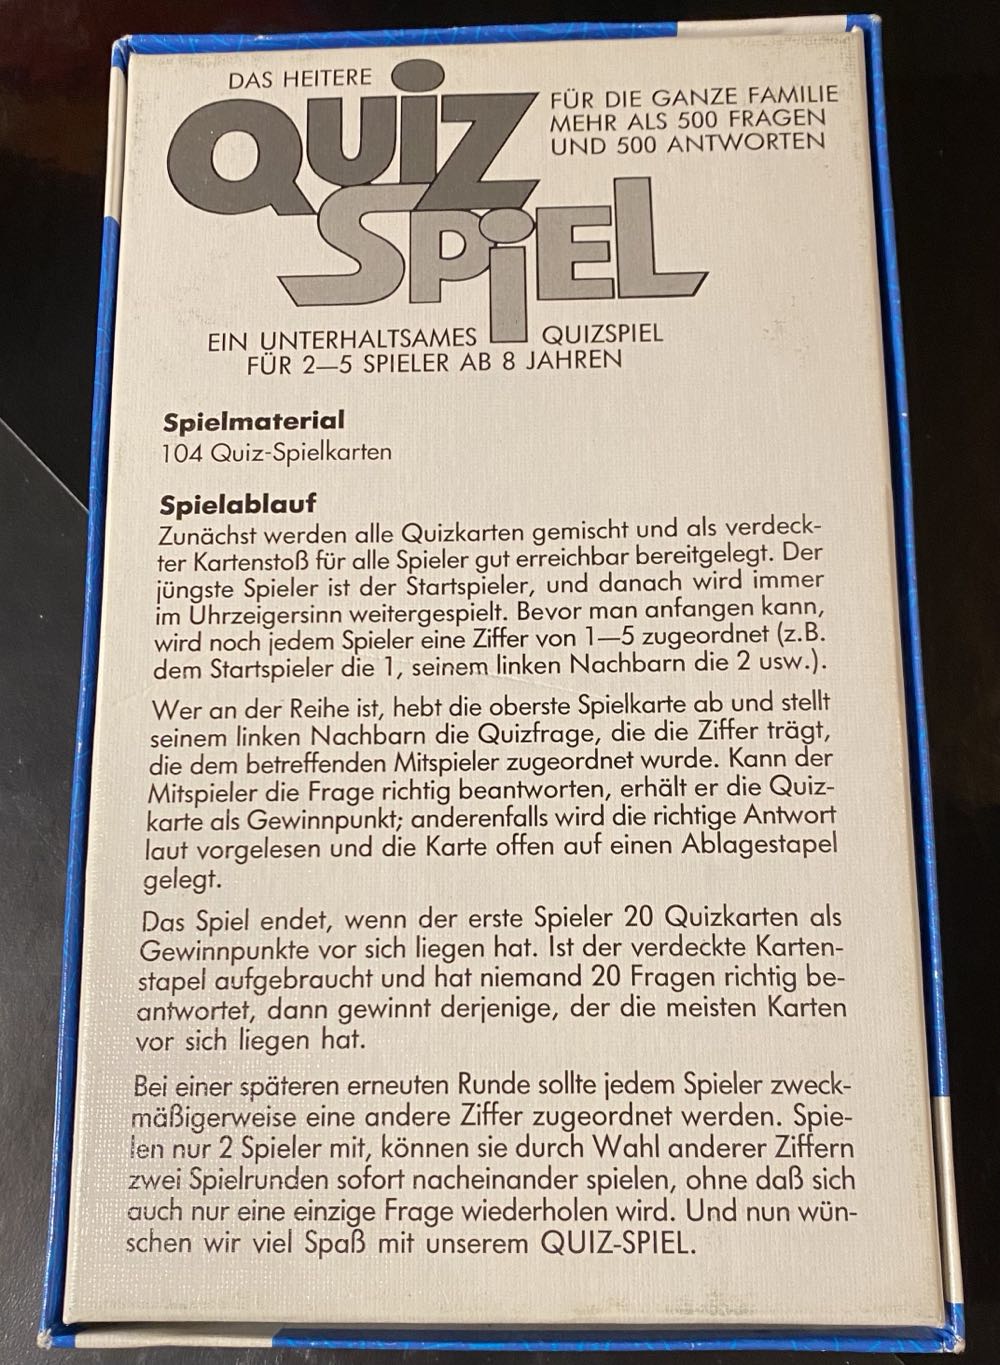 DAS HEITERE
QUIZ
SPIEL
FÜR DIE GANZE FAMILIE
MEHR ALS 500 FRAGEN
UND 500 ANTWORTEN
EIN UNTERHALTSAMES QUIZSPIEL
FÜR 2—5 SPIELER AB 8 JAHREN
Spielmaterial
104 Quiz-Spielkarten
Spielablauf
Zunächst werden alle Quizkarten gemischt und als verdeck-
ter Kartenstoß für alle Spieler gut erreichbar bereitgelegt. Der
jüngste Spieler ist der Startspieler, und danach wird immer
im Uhrzeigersinn weitergespielt. Bevor man anfangen kann,
wird noch jedem Spieler eine Ziffer von 1—5 zugeordnet (z.B.
dem Startspieler die 1, seinem linken Nachbarn die 2 usw.).
Wer an der Reihe ist, hebt die oberste Spielkarte ab und stellt
seinem linken Nachbarn die Quizfrage, die die Ziffer trägt,
die dem betreffenden Mitspieler zugeordnet wurde. Kann der
Mitspieler die Frage richtig beantworten, erhält er die Quiz-
karte als Gewinnpunkt; anderenfalls wird die richtige Antwort
laut vorgelesen und die Karte offen auf einen Ablagestapel
gelegt.
Das Spiel endet, wenn der erste Spieler 20 Quizkarten als
Gewinnpunkte vor sich liegen hat. Ist der verdeckte Karten-
stapel aufgebraucht und hat niemand 20 Fragen richtig be-
antwortet, dann gewinnt derjenige, der die meisten Karten
vor sich liegen hat.
Bei einer späteren erneuten Runde sollte jedem Spieler zweck-
mäßigerweise eine andere Ziffer zugeordnet werden. Spie-
len nur 2 Spieler mit, können sie durch Wahl anderer Ziffern
zwei Spielrunden sofort nacheinander spielen, ohne daß sich
auch nur eine einzige Frage wiederholen wird. Und nun wün-
schen wir viel Spaß mit unserem QUIZ-SPIEL.